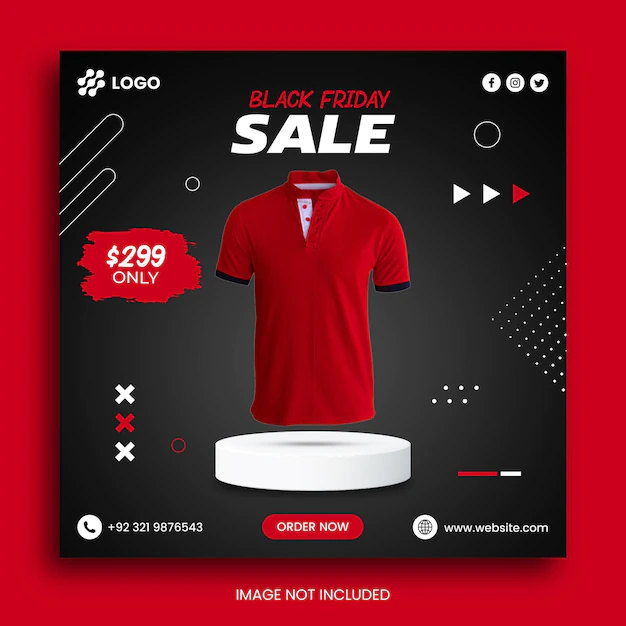 LOGO
BLACK FRIDAY
SALE
$299
ONLY
+92 321 9876543
ORDER NOW
www.website.com
IMAGE NOT INCLUDED